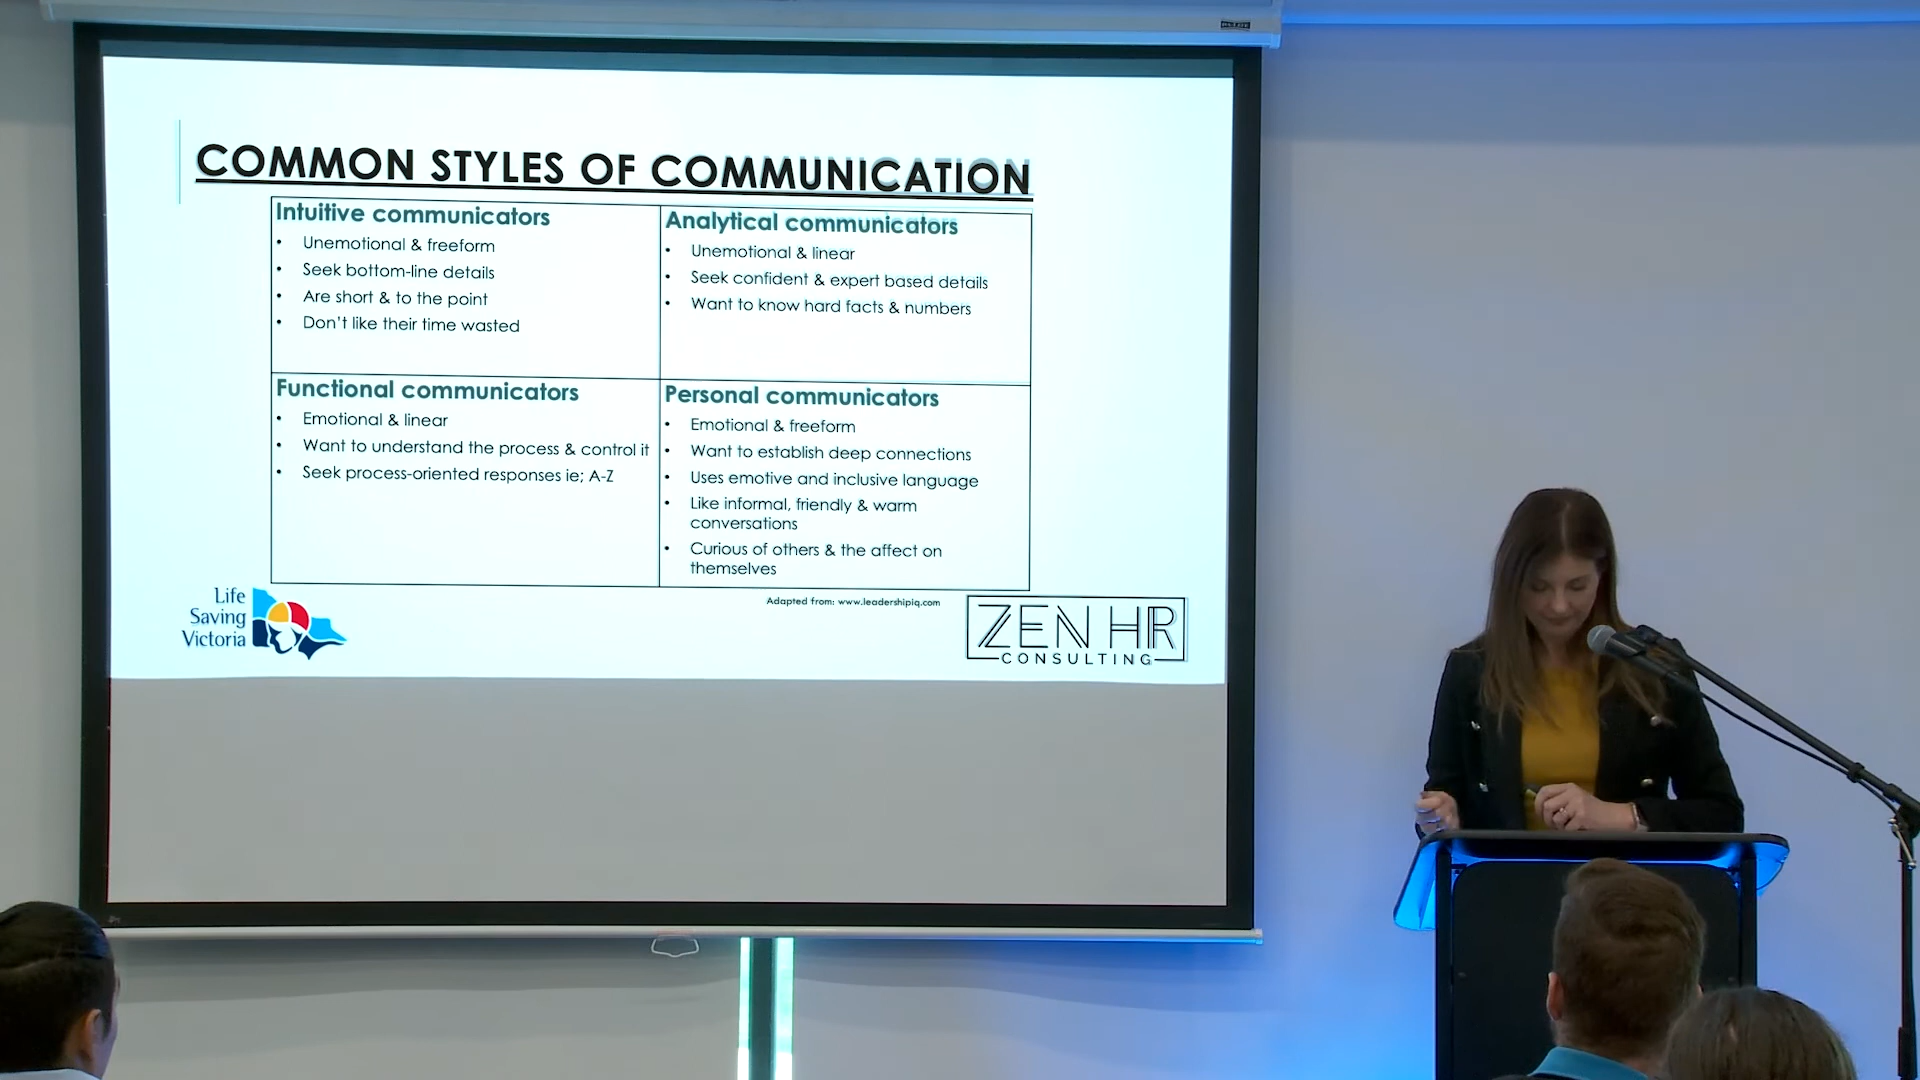 COMMON STYLES OF COMMUNICATION
Intuitive communicators
• Unemotional & freeform
• Seek bottom-line details
• Are short & to the point
• Don't like their time wasted
Analytical communicators
• Unemotional & linear
• Seek confident & expert based details
• Want to know hard facts & numbers
Functional communicators
• Emotional & linear
• Want to understand the process & control it
• Seek process-oriented responses ie; A-Z
Personal communicators
• Emotional & freeform
• Want to establish deep connections
• Uses emotive and inclusive language
• Like informal, friendly & warm
conversations
• Curious of others & the affect on
themselves
Adapted from: www.leadershipiq.com
Life
Saving
Victoria
ZEN HR
CONSULTING